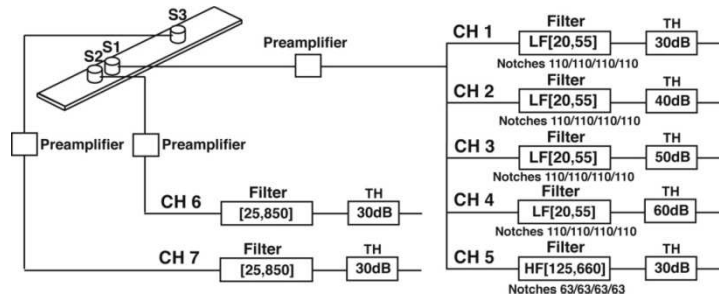 S3
S1
S2
Preamplifier
Preamplifier
Preamplifier
CH 1
Filter
LF[20,55]
Notches 110/110/110/110
TH
30dB
CH 2
Filter
LF[20,55]
Notches 110/110/110/110
TH
40dB
CH 3
Filter
LF[20,55]
Notches 110/110/110/110
TH
50dB
CH 4
Filter
LF[20,55]
Notches 110/110/110/110
TH
60dB
CH 5
Filter
HF[125,660]
Notches 63/63/63/63
TH
30dB
CH 6
Filter
[25,850]
TH
30dB
CH 7
Filter
[25,850]
TH
30dB